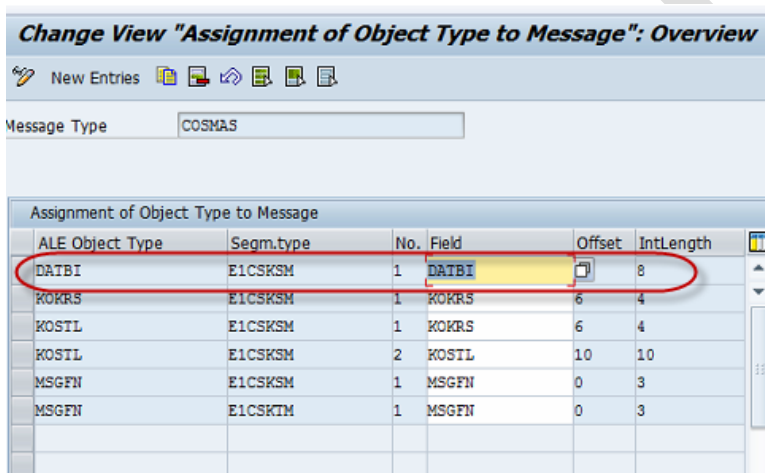 Change View "Assignment of Object Type to Message": Overview
New Entries
Message Type COSMAS
Assignment of Object Type to Message
ALE Object Type Segm.type No. Field Offset IntLength
DATBI E1CSKSM 1 DATBI 8
KOKRS E1CSKSM 1 KOKRS 6 4
KOSTL E1CSKSM 1 KOKRS 6 4
KOSTL E1CSKSM 2 KOSTL 10 10
MSGFN E1CSKSM 1 MSGFN 0 3
MSGFN E1CSKTM 1 MSGFN 0 3